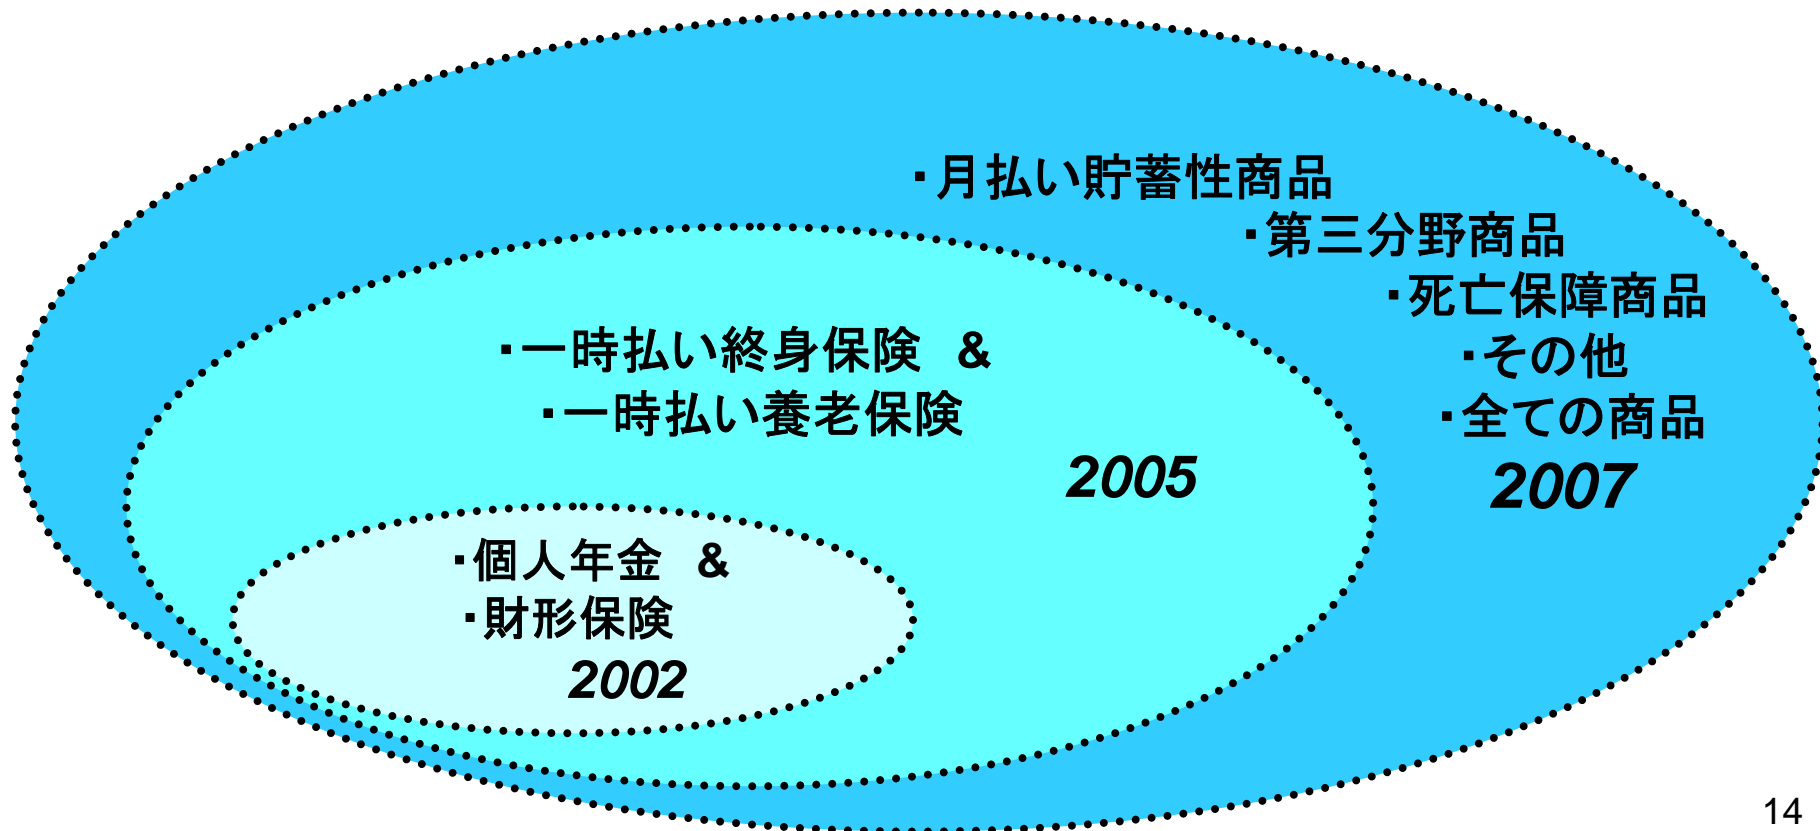 ・月払い貯蓄性商品
・第三分野商品
・死亡保障商品
・その他
・全ての商品
2007
・一時払い終身保険　&
・一時払い養老保険
2005
・個人年金　&
・財形保険
2002
14